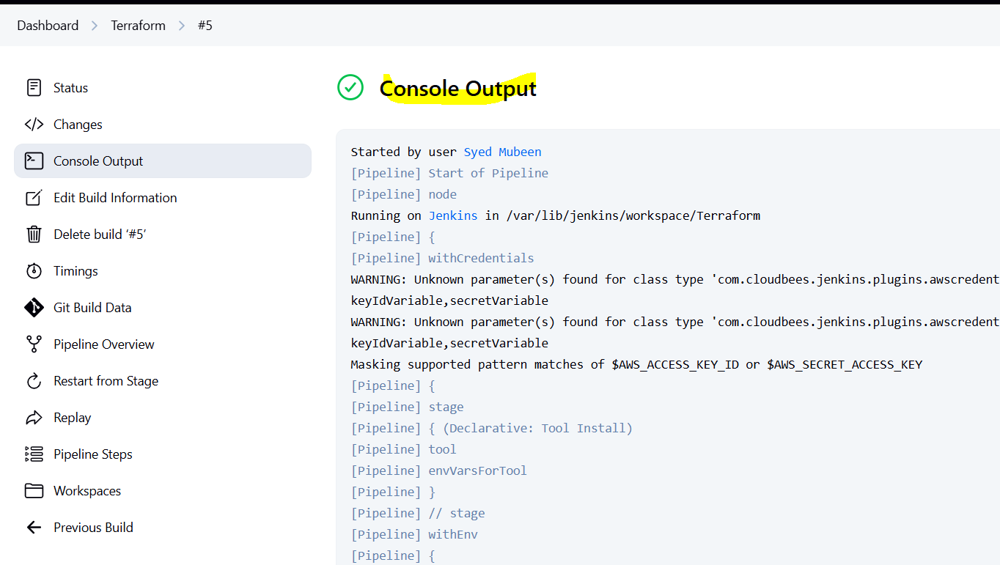 Dashboard > Terraform > #5
Status
Changes
Console Output
Edit Build Information
Delete build ‘#5’
Timings
Git Build Data
Pipeline Overview
Restart from Stage
Replay
Pipeline Steps
Workspaces
Previous Build
Console Output
Started by user Syed Mubeen
[Pipeline] Start of Pipeline
[Pipeline] node
Running on Jenkins in /var/lib/jenkins/workspace/Terraform
[Pipeline] {
[Pipeline] withCredentials
WARNING: Unknown parameter(s) found for class type 'com.cloudbees.jenkins.plugins.awscredent
keyIdVariable,secretVariable
WARNING: Unknown parameter(s) found for class type 'com.cloudbees.jenkins.plugins.awscredent
keyIdVariable,secretVariable
Masking supported pattern matches of $AWS_ACCESS_KEY_ID or $AWS_SECRET_ACCESS_KEY
[Pipeline] {
[Pipeline] stage
[Pipeline] { (Declarative: Tool Install)
[Pipeline] tool
[Pipeline] envVarsForTool
[Pipeline] }
[Pipeline] // stage
[Pipeline] withEnv
[Pipeline] {